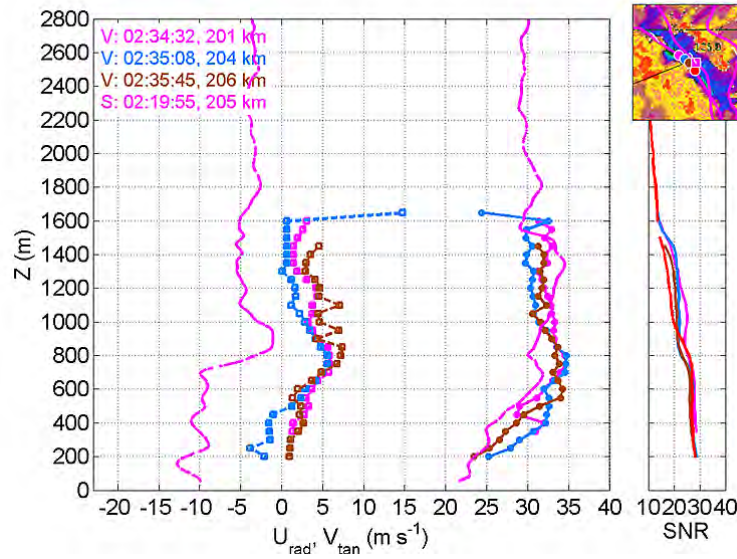 2800
2600
2400
2200
2000
1800
1600
1400
1200
1000
800
600
400
200
0
Z (m)
V: 02:34:32, 201 km
V: 02:35:08, 204 km
V: 02:35:45, 206 km
S: 02:19:55, 205 km
-20 -15 -10 -5 0 5 10 15 20 25 30 35 40
U_rad, V_tan (m s⁻¹)
10 20 30 40
SNR